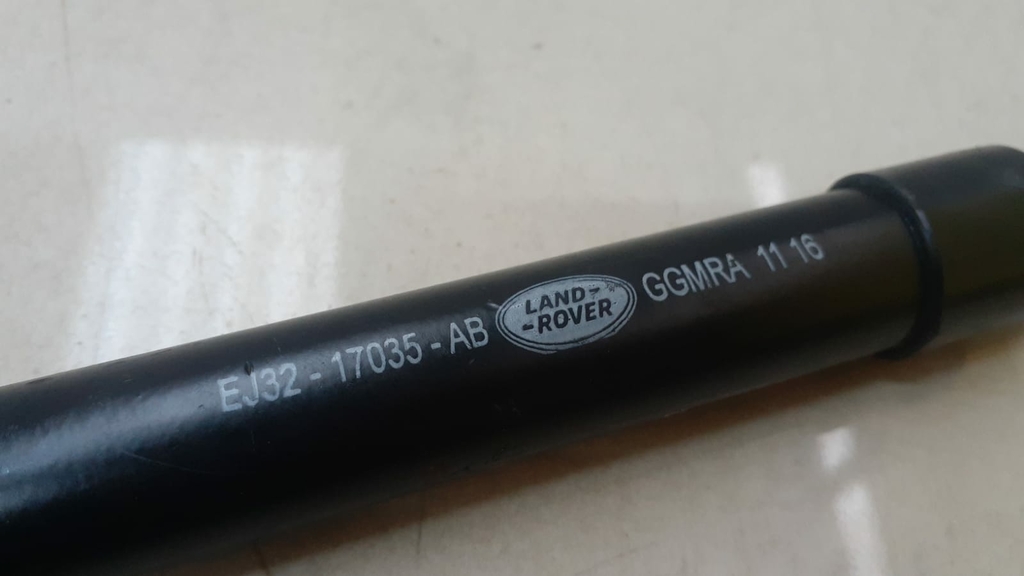 EJ32 - 17035 - AB LAND- -ROVER GGMRA 11 16